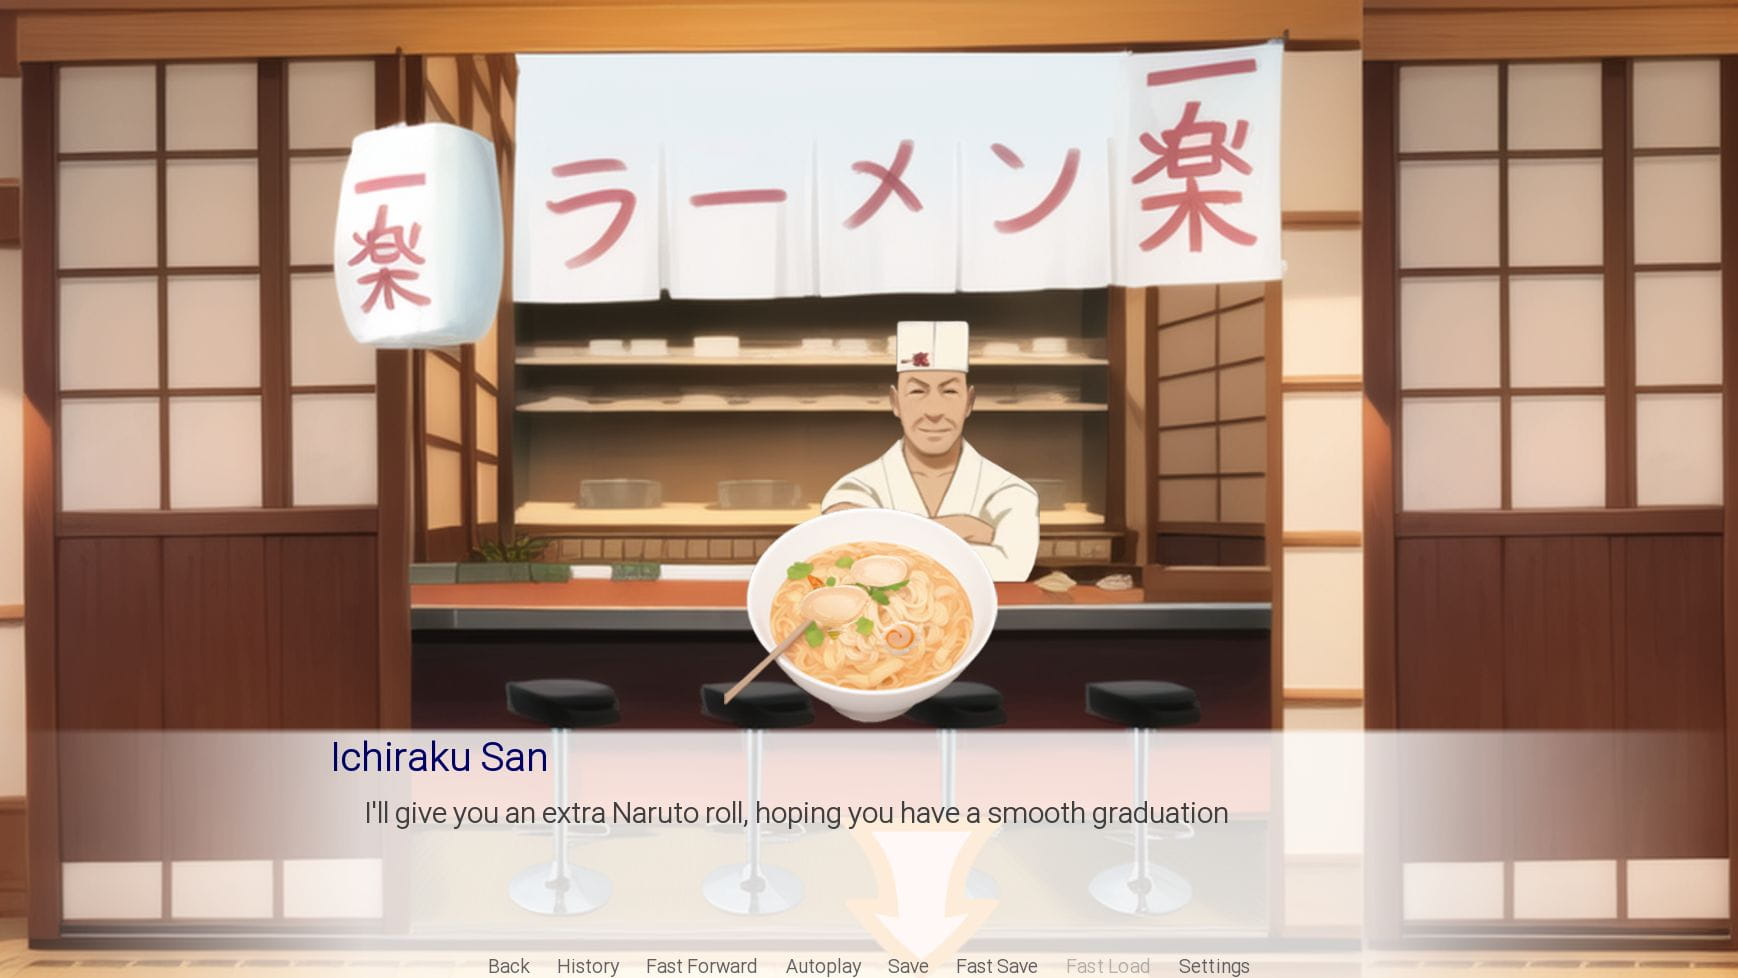 一楽
ラーメン
一楽
Ichiraku San
I'll give you an extra Naruto roll, hoping you have a smooth graduation
Back History Fast Forward Autoplay Save Fast Save Fast Load Settings